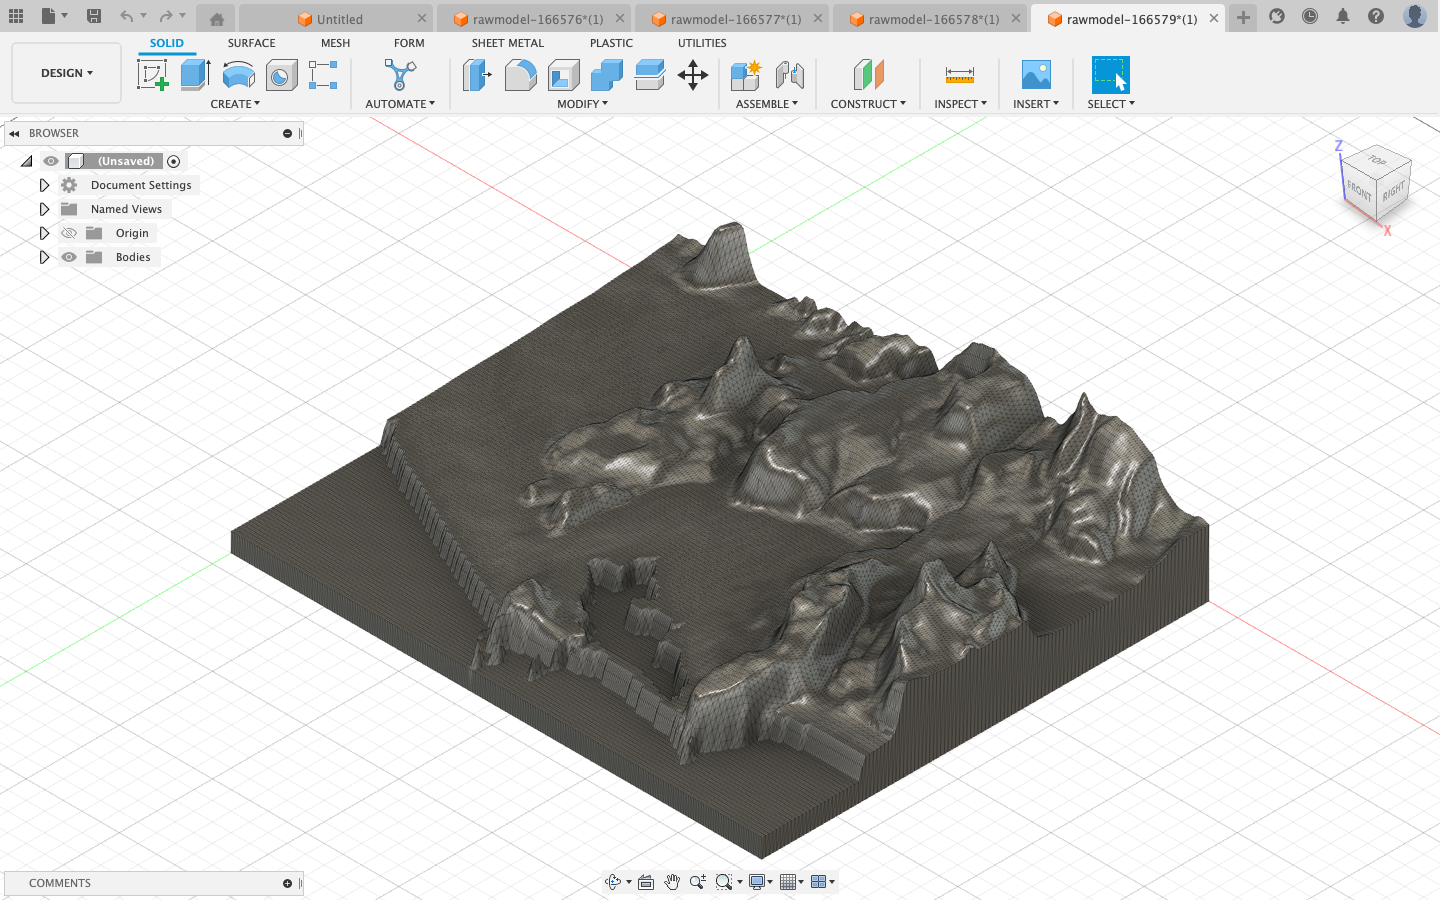 Untitled
rawmodel-166576*(1)
rawmodel-166577*(1)
rawmodel-166578*(1)
rawmodel-166579*(1)
DESIGN
SOLID
SURFACE
MESH
FORM
SHEET METAL
PLASTIC
UTILITIES
CREATE
AUTOMATE
MODIFY
ASSEMBLE
CONSTRUCT
INSPECT
INSERT
SELECT
BROWSER
(Unsaved)
Document Settings
Named Views
Origin
Bodies
Z
TOP
FRONT
RIGHT
X
COMMENTS